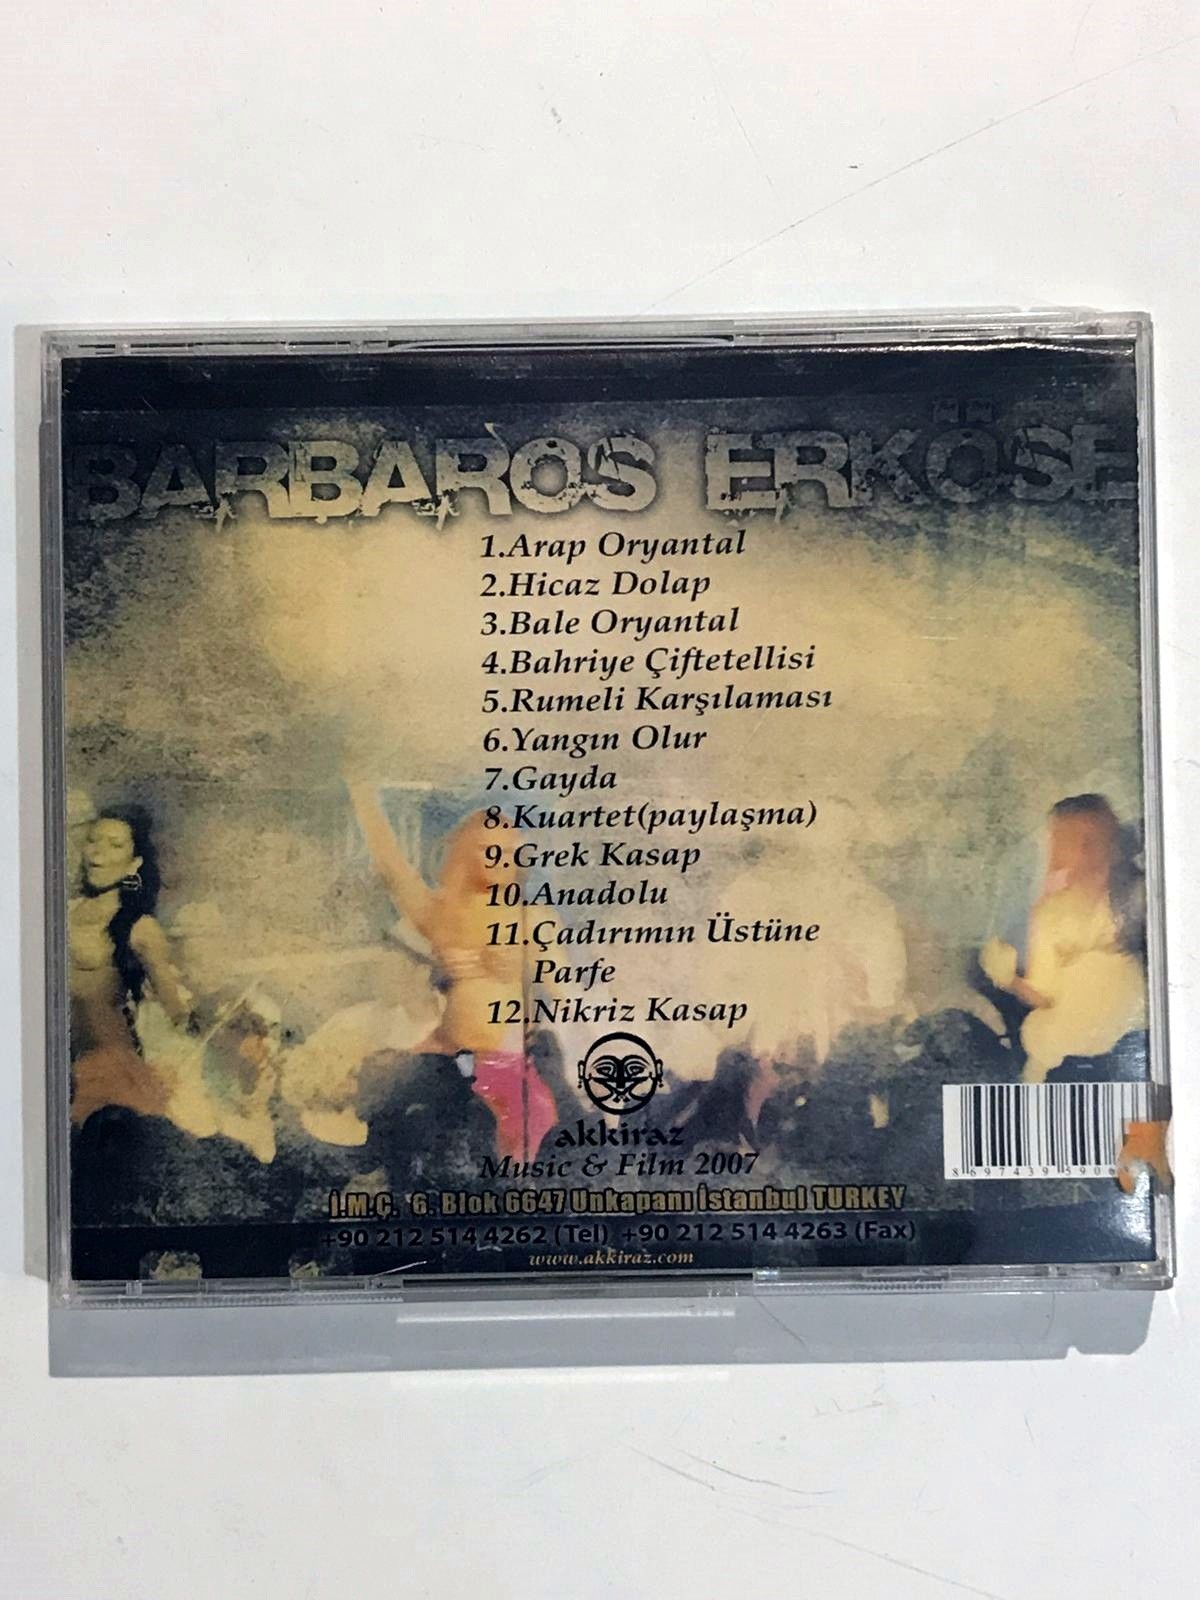 BARBAROS ERKÖSE
1.Arap Oryantal
2.Hicaz Dolap
3.Bale Oryantal
4.Bahriye Çiftetellisi
5.Rumeli Karşılaması
6.Yangın Olur
7.Gayda
8.Kuartet(paylaşma)
9.Grek Kasap
10.Anadolu
11.Çadırımın Üstüne
Parfe
12.Nikriz Kasap
akkiraz
Music & Film 2007
İ.M.Ç. 6. Blok 6647 Unkapanı İstanbul TURKEY
+90 212 514 4262 (Tel) +90 212 514 4263 (Fax)
www.akkiraz.com